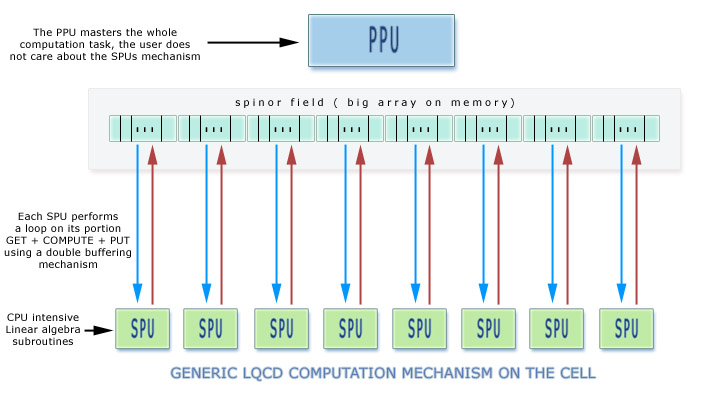 The PPU masters the whole
computation task, the user does
not care about the SPUs mechanism
PPU
spinor field ( big array on memory)
... ... ... ... ... ... ... ...
Each SPU performs
a loop on its portion
GET + COMPUTE + PUT
using a double buffering
mechanism
CPU intensive
Linear algebra
subroutines
SPU SPU SPU SPU SPU SPU SPU SPU
GENERIC LQCD COMPUTATION MECHANISM ON THE CELL